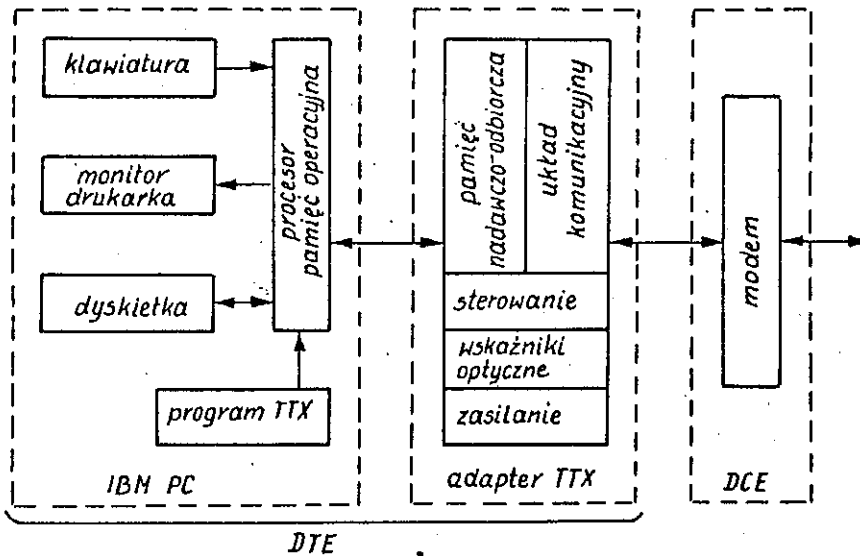 klawiatura
monitor
drukarka
dyskietka
program TTX
procesor
pamięć operacyjna
IBM PC
pamięć
nadawczo-odbiorcza
układ
komunikacyjny
sterowanie
wskaźniki
optyczne
zasilanie
adapter TTX
modem
DCE
DTE